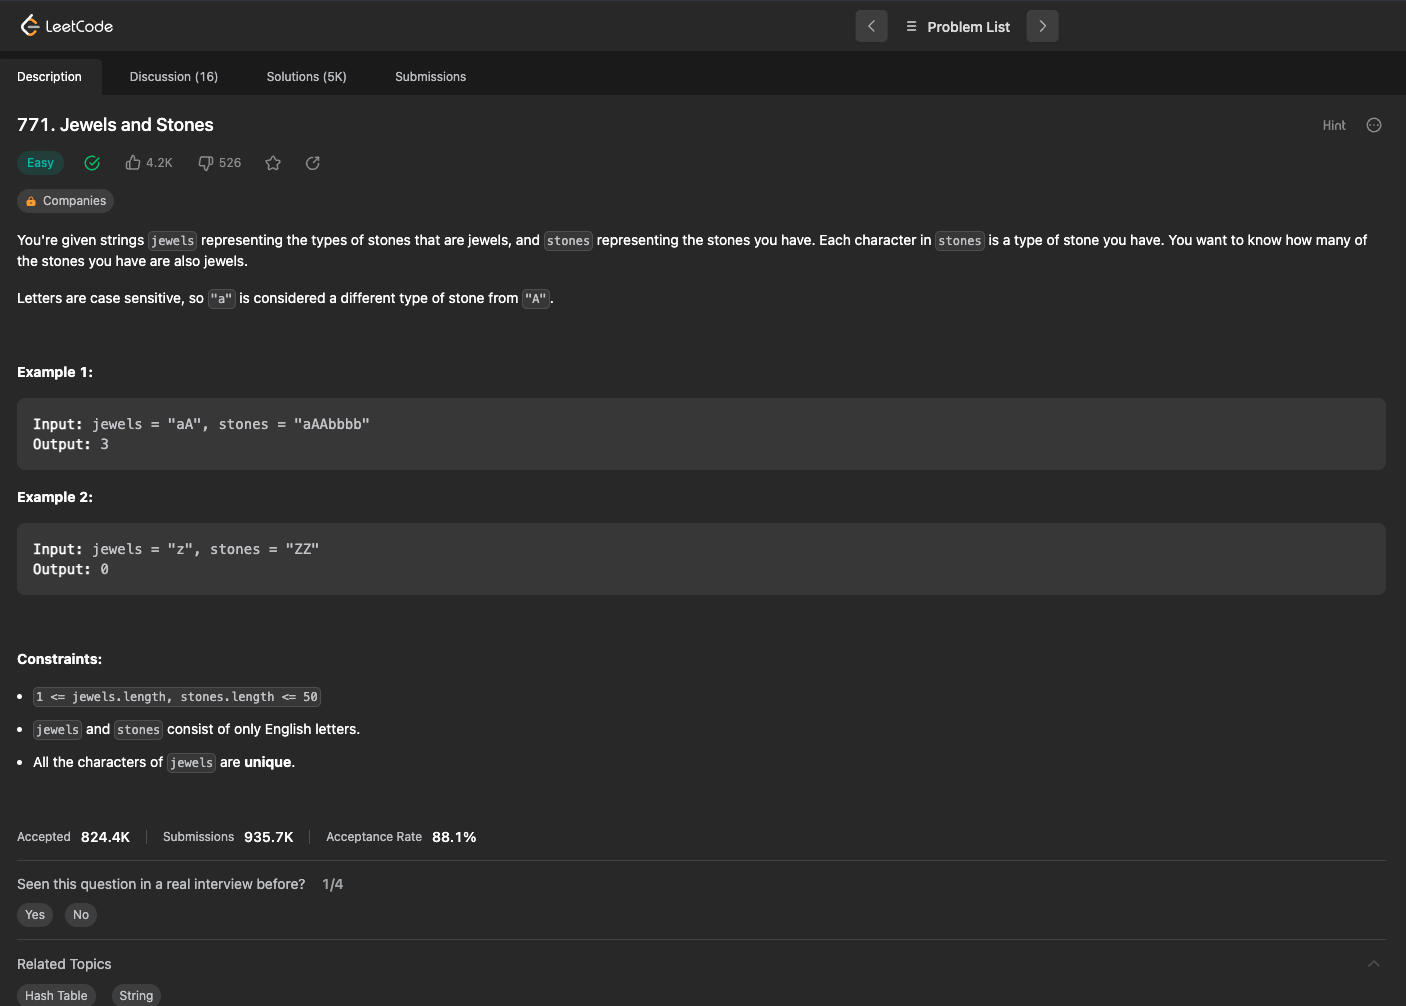 LeetCode
Problem List
Description
Discussion (16)
Solutions (5K)
Submissions
771. Jewels and Stones
Hint
Easy
4.2K
526
Companies
You're given strings jewels representing the types of stones that are jewels, and stones representing the stones you have. Each character in stones is a type of stone you have. You want to know how many of
the stones you have are also jewels.
Letters are case sensitive, so "a" is considered a different type of stone from "A".
Example 1:
Input: jewels = "aA", stones = "aAAbbbb"
Output: 3
Example 2:
Input: jewels = "z", stones = "ZZ"
Output: 0
Constraints:
• 1 <= jewels.length, stones.length <= 50
• jewels and stones consist of only English letters.
• All the characters of jewels are unique.
Accepted 824.4K
Submissions 935.7K
Acceptance Rate 88.1%
Seen this question in a real interview before? 1/4
Yes
No
Related Topics
Hash Table
String